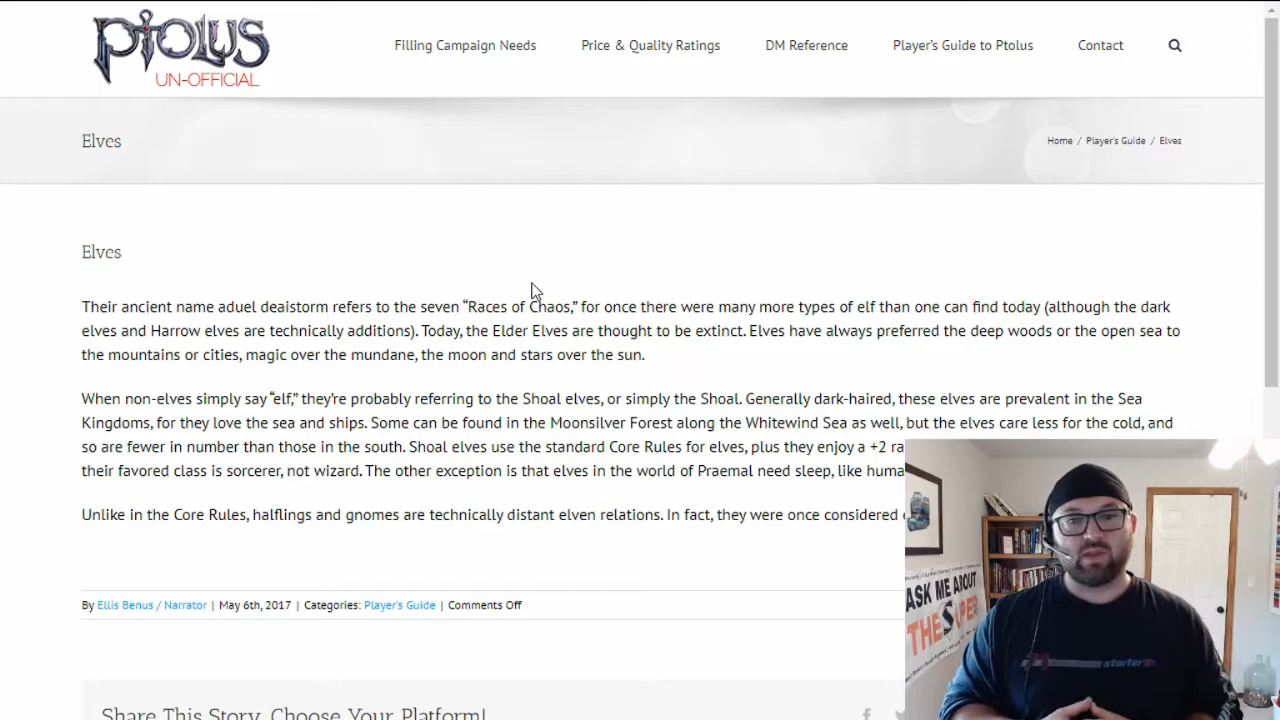 PTOLUS
UN-OFFICIAL
Filling Campaign Needs Price & Quality Ratings DM Reference Player's Guide to Ptolus Contact
Elves
Home / Player's Guide / Elves
Elves
Their ancient name aduel deaistorm refers to the seven “Races of Chaos,” for once there were many more types of elf than one can find today (although the dark
elves and Harrow elves are technically additions). Today, the Elder Elves are thought to be extinct. Elves have always preferred the deep woods or the open sea to
the mountains or cities, magic over the mundane, the moon and stars over the sun.
When non-elves simply say “elf,” they’re probably referring to the Shoal elves, or simply the Shoal. Generally dark-haired, these elves are prevalent in the Sea
Kingdoms, for they love the sea and ships. Some can be found in the Moonsilver Forest along the Whitewind Sea as well, but the elves care less for the cold, and
so are fewer in number than those in the south. Shoal elves use the standard Core Rules for elves, plus they enjoy a +2 ra
their favored class is sorcerer, not wizard. The other exception is that elves in the world of Praemal need sleep, like huma
Unlike in the Core Rules, halflings and gnomes are technically distant elven relations. In fact, they were once considered
By Ellis Benus / Narrator | May 6th, 2017 | Categories: Player's Guide | Comments Off
Share This Story, Choose Your Platform!
ASK ME ABOUT
starter